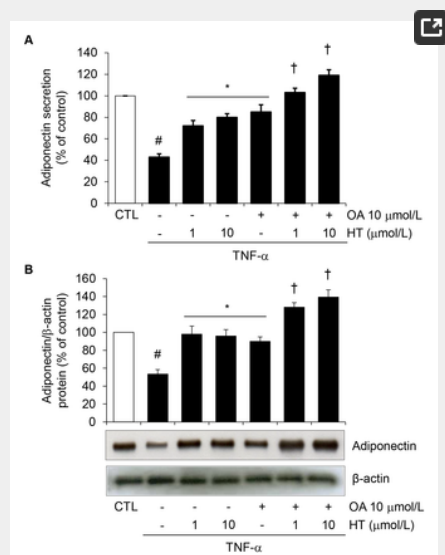 A
Adiponectin secretion
(% of control)
140
120
100
80
60
40
20
0
#
*
†
†
CTL - - - + + + OA 10 μmol/L
- 1 10 - 1 10 HT (μmol/L)
TNF-α
B
Adiponectin/β-actin
protein (% of control)
160
140
120
100
80
60
40
20
0
#
*
†
†
Adiponectin
β-actin
CTL - - - + + + OA 10 μmol/L
- 1 10 - 1 10 HT (μmol/L)
TNF-α